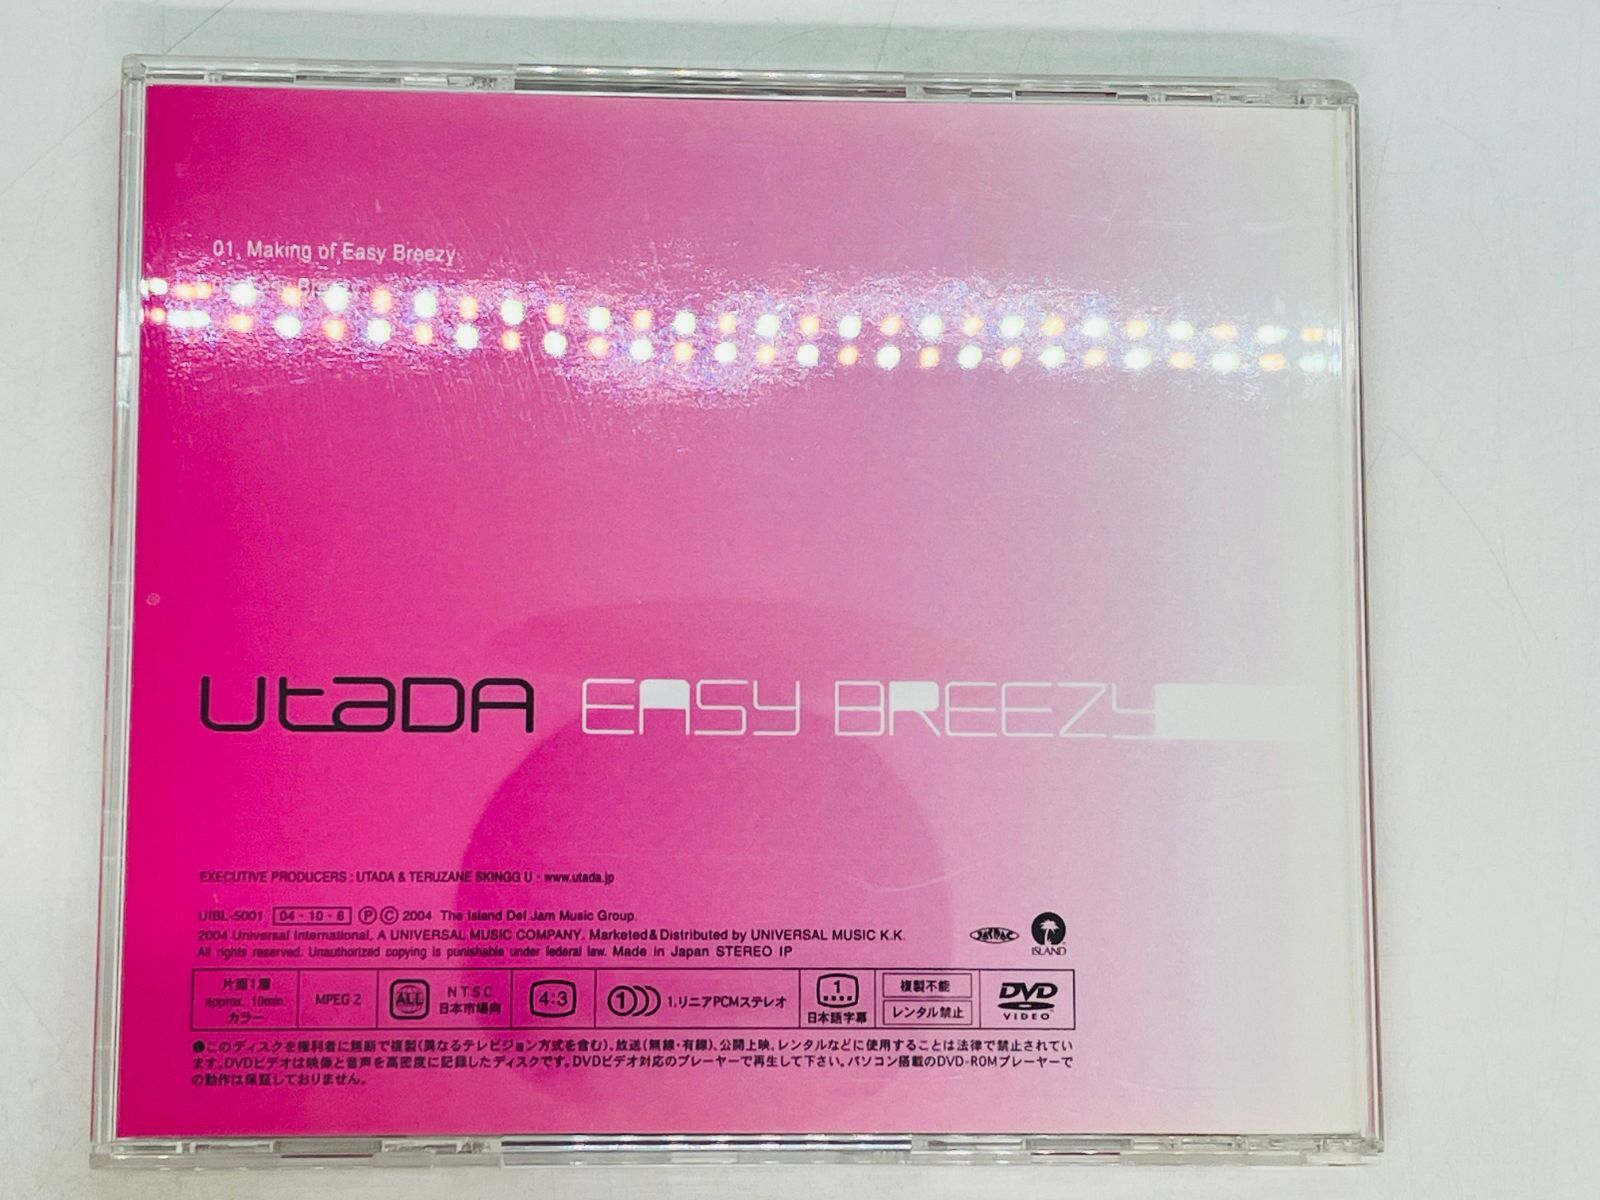 01. Making of Easy Breezy
Breezy
UtaDA EASY BREEZY
EXECUTIVE PRODUCERS : UTADA & TERUZANE SKINGG U · www.utada.jp
UIBL-5001 04・10・6 Ⓟ Ⓒ 2004 The Island Def Jam Music Group.
2004 Universal International, A UNIVERSAL MUSIC COMPANY. Marketed & Distributed by UNIVERSAL MUSIC K.K.
All rights reserved. Unauthorized copying is punishable under federal law. Made in Japan STEREO IP
JASRAC
ISLAND
片面1層
approx. 10min.
カラー
MPEG 2
ALL
NTSC
日本市場向
4:3
1 1.リニアPCMステレオ
1
日本語字幕
複製不能
レンタル禁止
DVD
VIDEO
●このディスクを権利者に無断で複製(異なるテレビジョン方式を含む)、放送(無線・有線)、公開上映、レンタルなどに使用することは法律で禁止されてい
ます。DVDビデオは映像と音声を高密度に記録したディスクです。DVDビデオ対応のプレーヤーで再生して下さい。パソコン搭載のDVD-ROMプレーヤーで
の動作は保証しておりません。